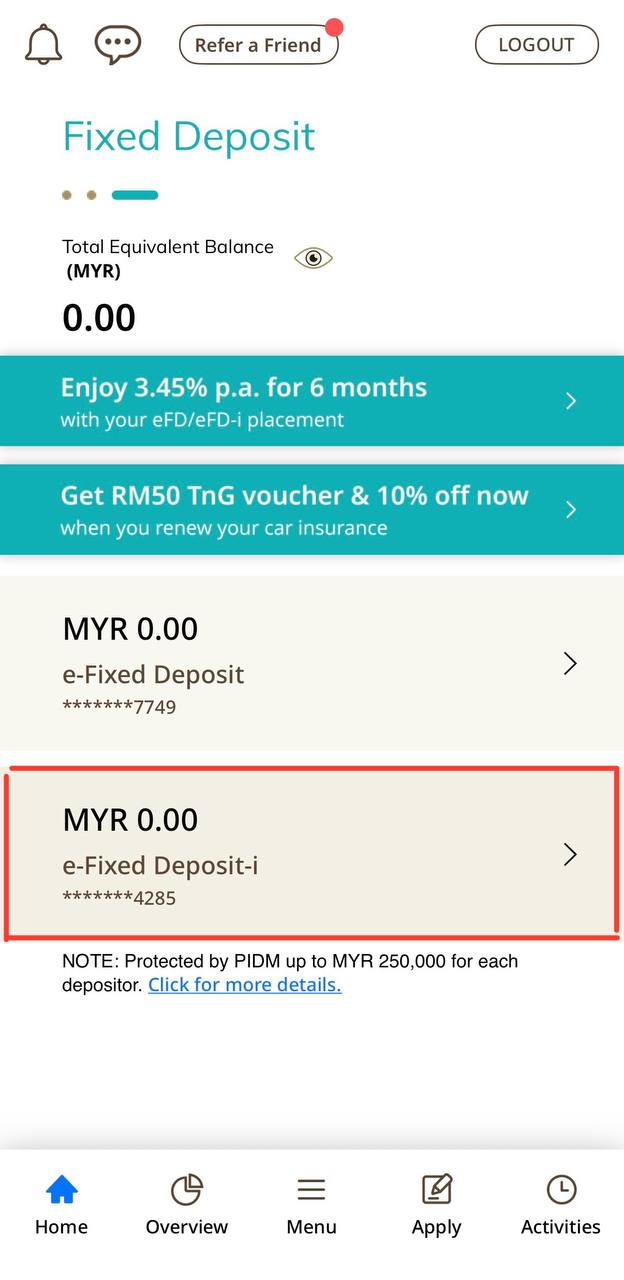 Refer a Friend
LOGOUT
Fixed Deposit
Total Equivalent Balance
(MYR)
0.00
Enjoy 3.45% p.a. for 6 months
with your eFD/eFD-i placement
Get RM50 TnG voucher & 10% off now
when you renew your car insurance
MYR 0.00
e-Fixed Deposit
*******7749
MYR 0.00
e-Fixed Deposit-i
*******4285
NOTE: Protected by PIDM up to MYR 250,000 for each
depositor. Click for more details.
Home
Overview
Menu
Apply
Activities